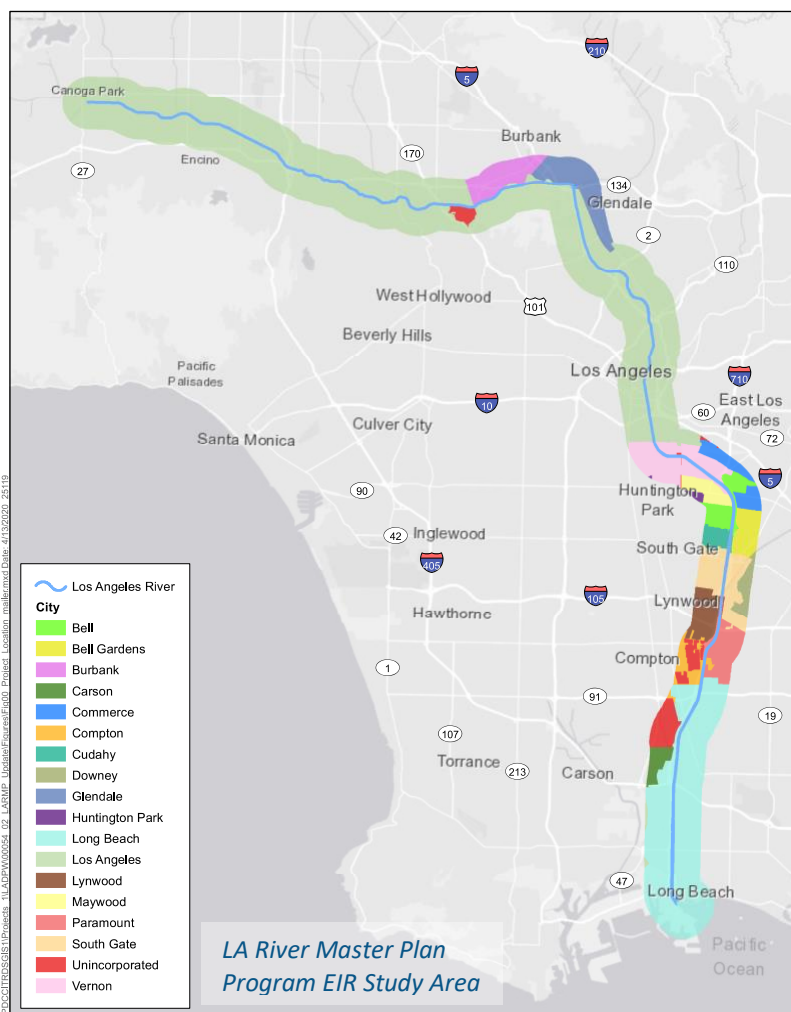 210
5
Canoga Park
Burbank
170
Encino
27
134
Glendale
2
110
West Hollywood
101
Beverly Hills
Pacific
Palisades
Los Angeles
710
10
East Los
Angeles
60
Culver City
Santa Monica
72
5
90
Huntington
Park
42
Inglewood
South Gate
405
105
Lynwood
Hawthorne
Compton
1
91
19
107
Torrance
213
Carson
47
Long Beach
Pacific
Ocean
Los Angeles River
City
Bell
Bell Gardens
Burbank
Carson
Commerce
Compton
Cudahy
Downey
Glendale
Huntington Park
Long Beach
Los Angeles
Lynwood
Maywood
Paramount
South Gate
Unincorporated
Vernon
LA River Master Plan
Program EIR Study Area